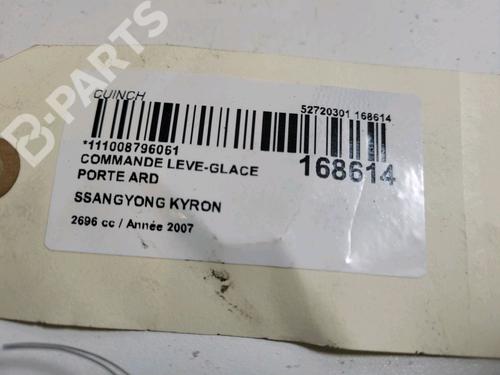 B-PARTS
CUINCH
52720301 168614
*111008796061
168614
COMMANDE LEVE-GLACE
PORTE ARD
SSANGYONG KYRON
2696 cc / Année 2007